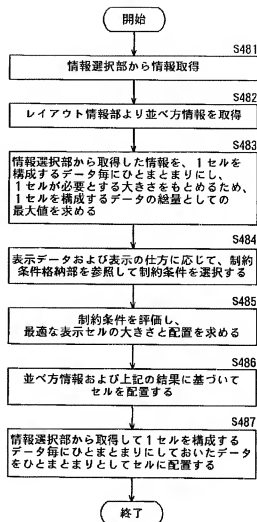 開始
S481
情報選択部から情報取得
S482
レイアウト情報部より並べ方情報を取得
S483
情報選択部から取得した情報を、1セルを
構成するデータ毎にひとまとまりにし、
1セルが必要とする大きさをもとめるため、
1セルを構成するデータの総量としての
最大値を求める
S484
表示データおよび表示の仕方に応じて、制約
条件格納部を参照して制約条件を選択する
S485
制約条件を評価し、
最適な表示セルの大きさと配置を求める
S486
並べ方情報および上記の結果に基づいて
セルを配置する
S487
情報選択部から取得して1セルを構成する
データ毎にひとまとまりにしておいたデータ
をひとまとまりとしてセルに配置する
終了